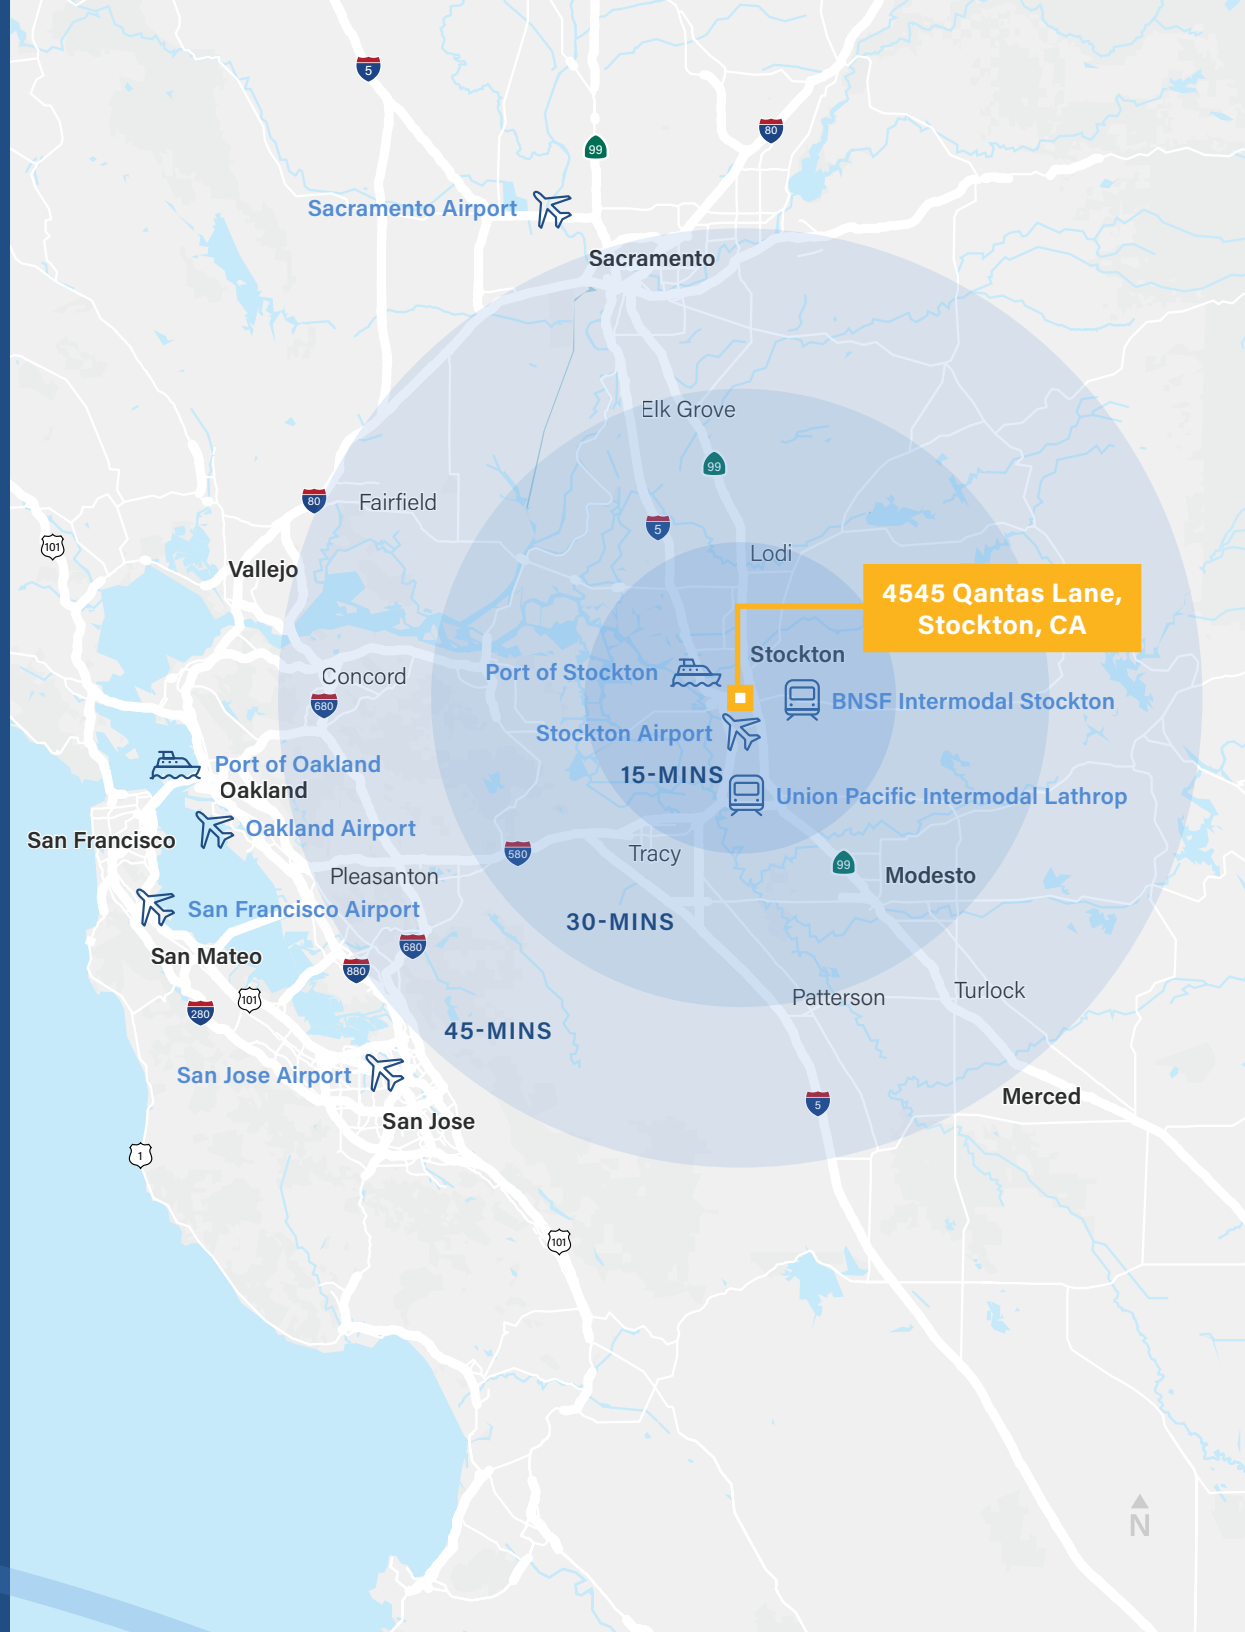 5
80
99
Sacramento Airport
Sacramento
Elk Grove
99
80
Fairfield
5
101
Lodi
Vallejo
4545 Qantas Lane,
Stockton, CA
Stockton
Port of Stockton
Concord
BNSF Intermodal Stockton
680
Stockton Airport
Port of Oakland
15-MINS
Oakland
Union Pacific Intermodal Lathrop
Oakland Airport
San Francisco
580
Tracy
99
Pleasanton
Modesto
San Francisco Airport
30-MINS
680
San Mateo
880
Turlock
Patterson
101
280
45-MINS
San Jose Airport
Merced
5
San Jose
1
101
N